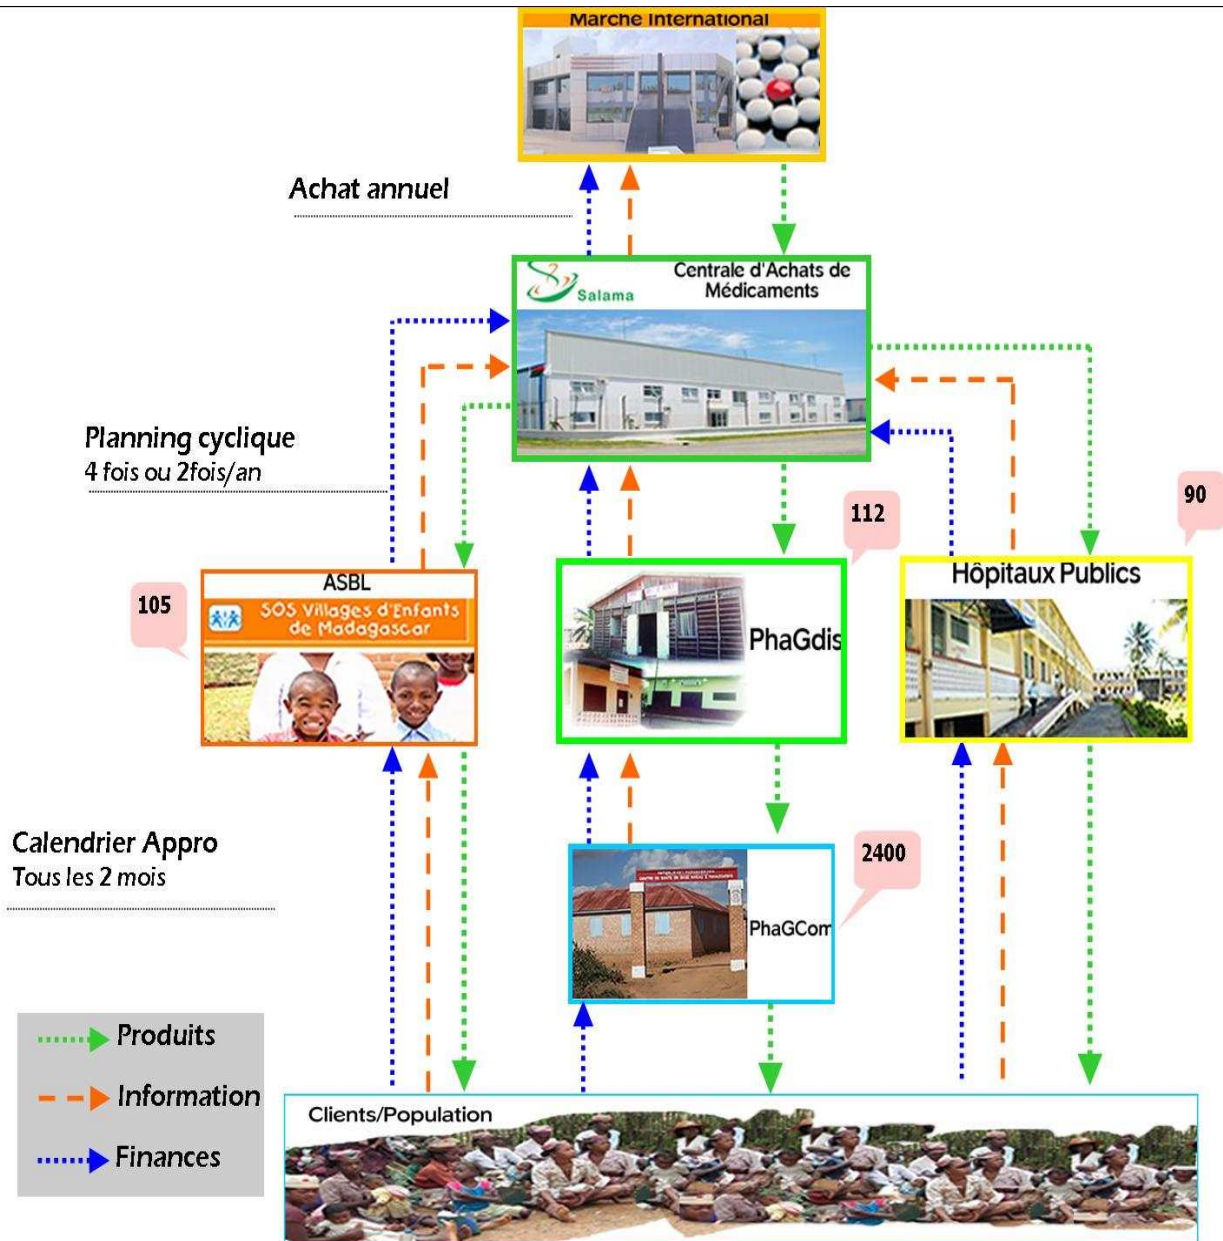 Marche International
Achat annuel
Salama
Centrale d'Achats de
Médicaments
Planning cyclique
4 fois ou 2fois/an
112
90
105
ASBL
SOS Villages d'Enfants
de Madagascar
PhaGdis
Hôpitaux Publics
Calendrier Appro
Tous les 2 mois
2400
PhaGCom
Produits
Information
Finances
Clients/Population